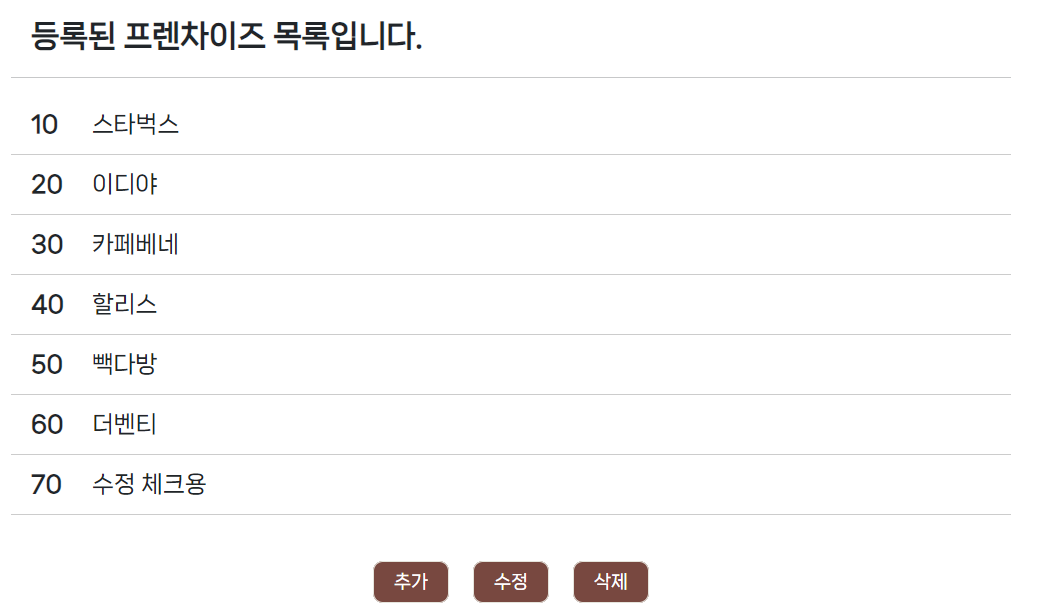 등록된 프렌차이즈 목록입니다.
10 스타벅스
20 이디야
30 카페베네
40 할리스
50 빽다방
60 더벤티
70 수정 체크용
추가 수정 삭제